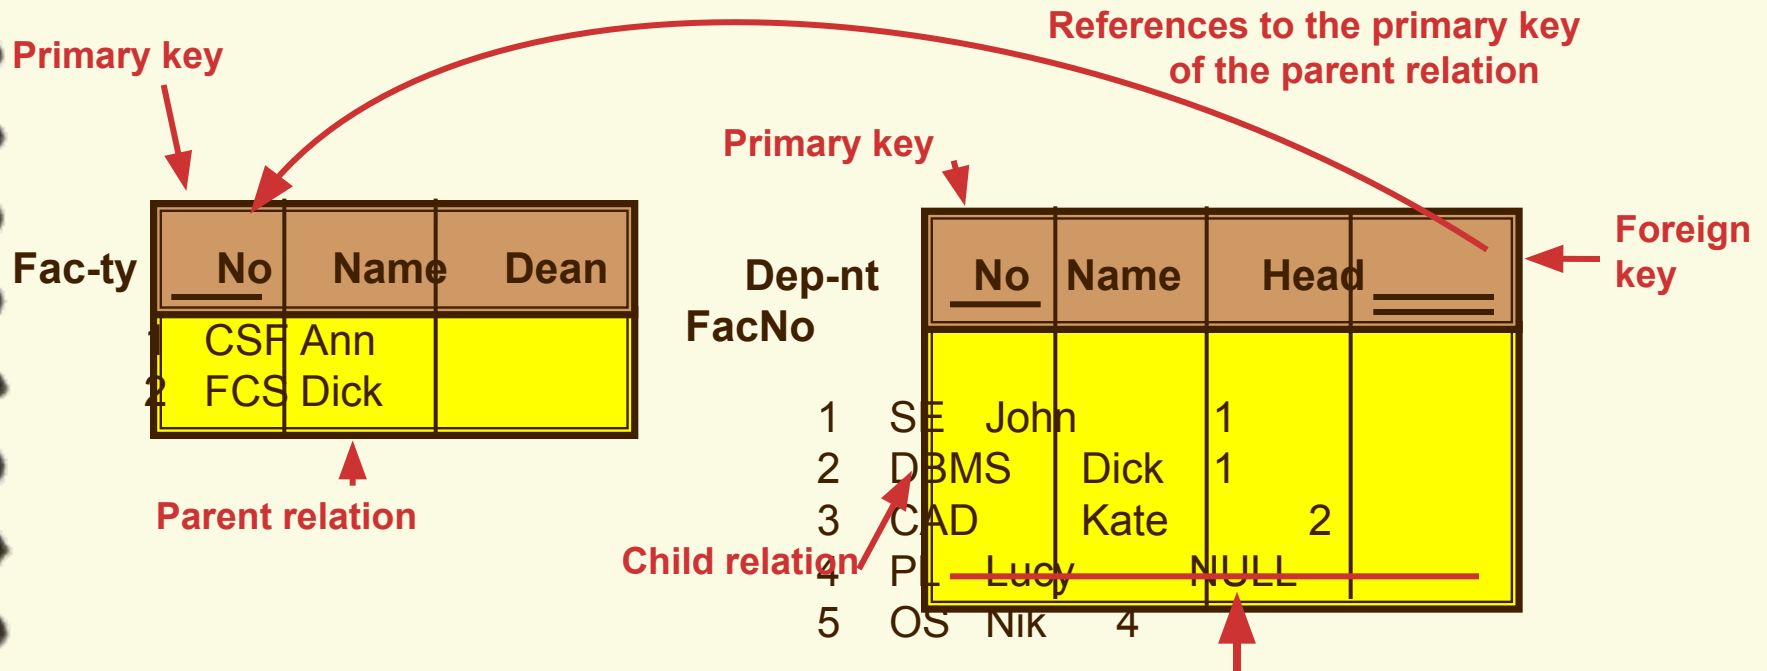 References to the primary key
of the parent relation
Primary key
Primary key
Foreign
key
Fac-ty No Name Dean
1 CSF Ann
2 FCS Dick
Parent relation
Dep-nt No Name Head
FacNo
1 SE John 1
2 DBMS Dick 1
3 CAD Kate 2
4 PL Lucy NULL
5 OS Nik 4
Child relation